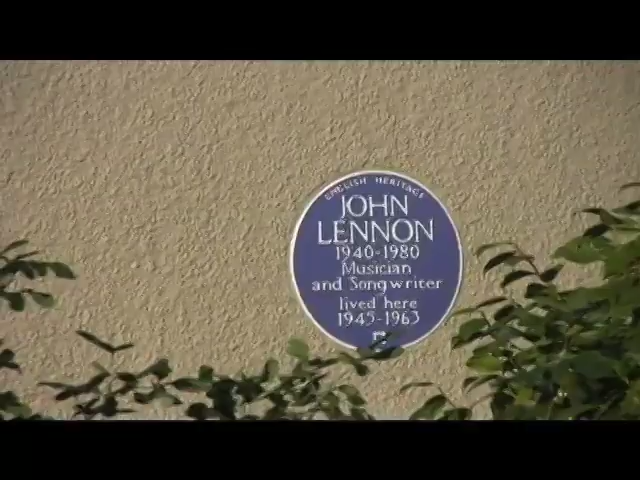 ENGLISH HERITAGE
JOHN
LENNON
1940-1980
Musician
and Songwriter
lived here
1945-1963